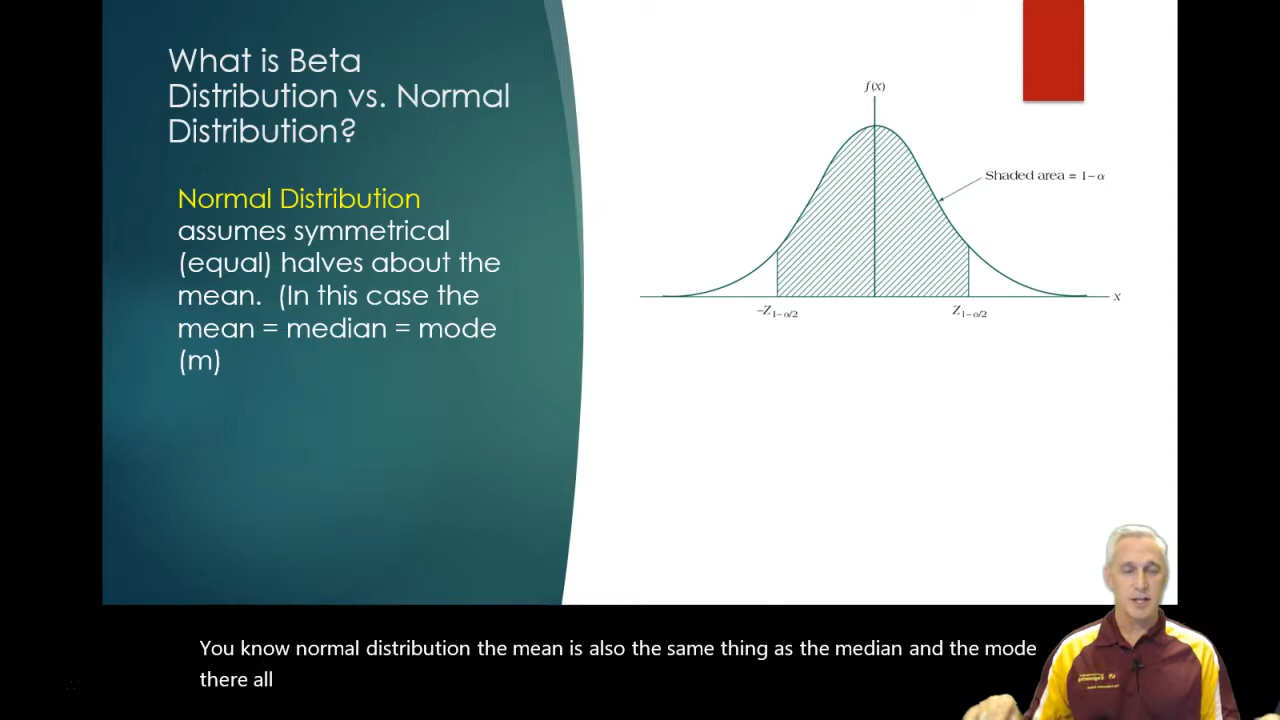 What is Beta
Distribution vs. Normal
Distribution?
Normal Distribution
assumes symmetrical
(equal) halves about the
mean.  (In this case the
mean = median = mode
(m)
f(x)
Shaded area = 1−α
x
−Z1−α/2
Z1−α/2
You know normal distribution the mean is also the same thing as the median and the mode
there all